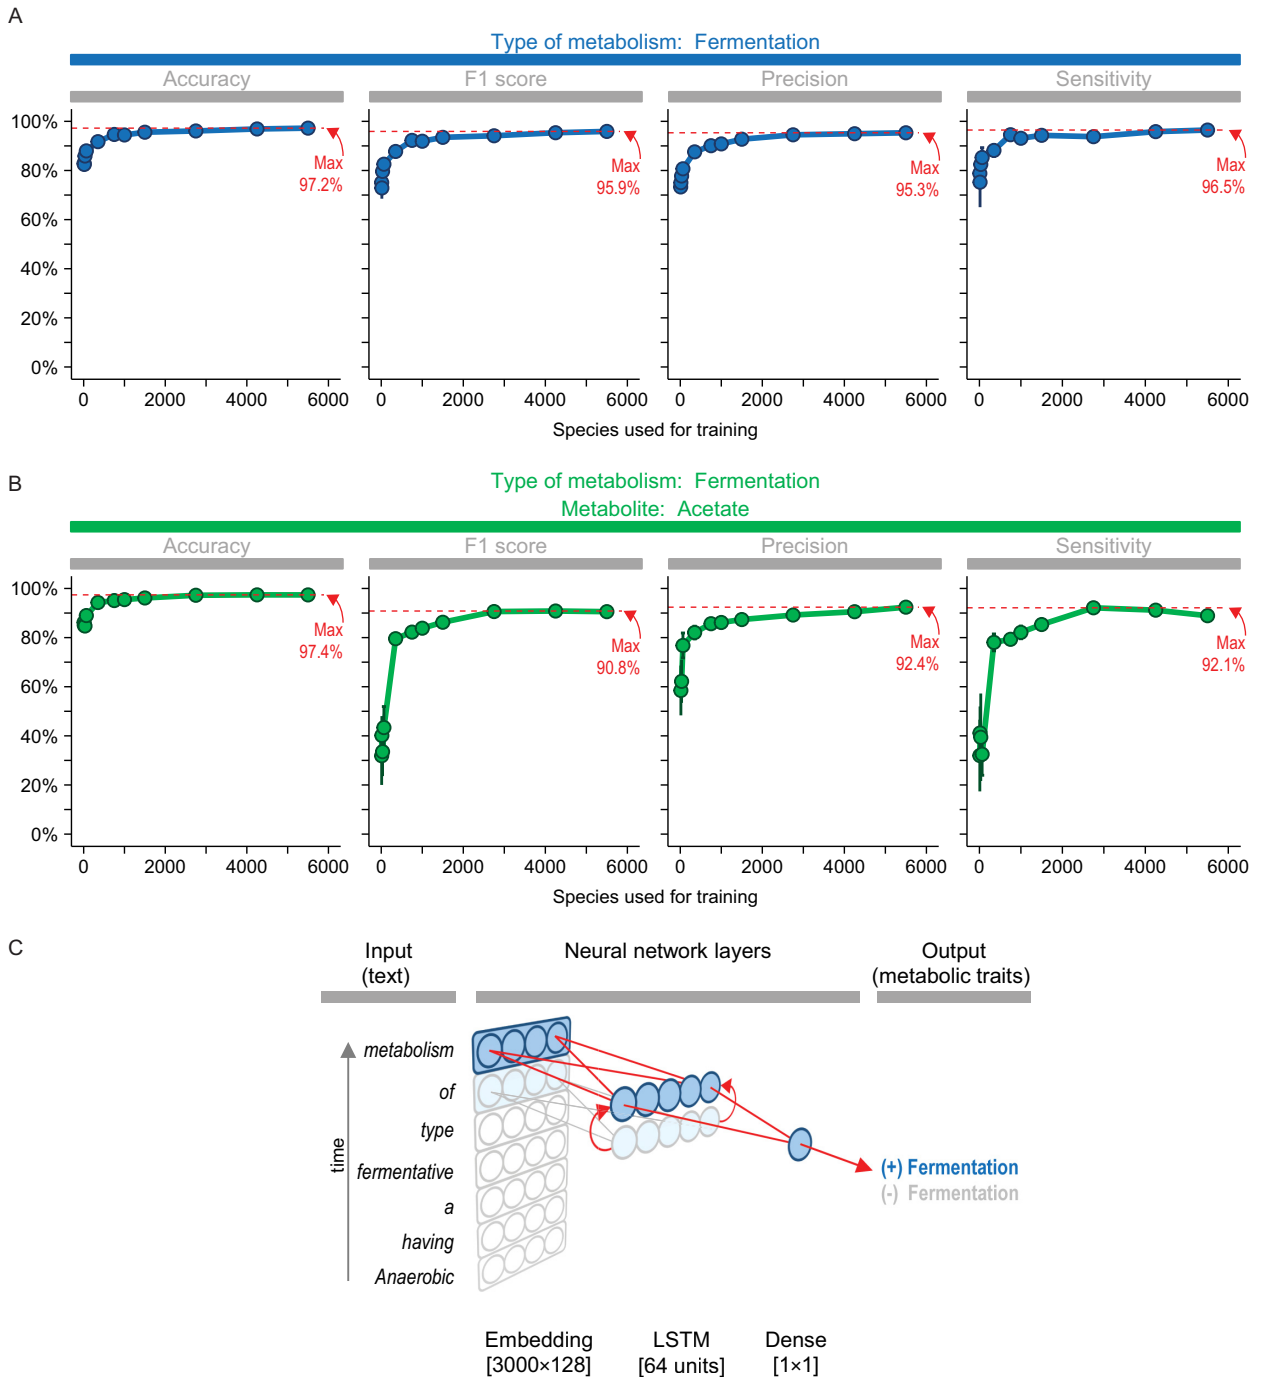 A
Type of metabolism: Fermentation
Accuracy F1 score Precision Sensitivity
100%
80%
60%
40%
20%
0%
Max
97.2%
Max
95.9%
Max
95.3%
Max
96.5%
0 2000 4000 6000 0 2000 4000 6000 0 2000 4000 6000 0 2000 4000 6000
Species used for training
B
Type of metabolism: Fermentation
Metabolite: Acetate
Accuracy F1 score Precision Sensitivity
100%
80%
60%
40%
20%
0%
Max
97.4%
Max
90.8%
Max
92.4%
Max
92.1%
0 2000 4000 6000 0 2000 4000 6000 0 2000 4000 6000 0 2000 4000 6000
Species used for training
C
Input
(text)
Neural network layers
Output
(metabolic traits)
time
metabolism
of
type
fermentative
a
having
Anaerobic
(+) Fermentation
(-) Fermentation
Embedding
[3000×128]
LSTM
[64 units]
Dense
[1×1]